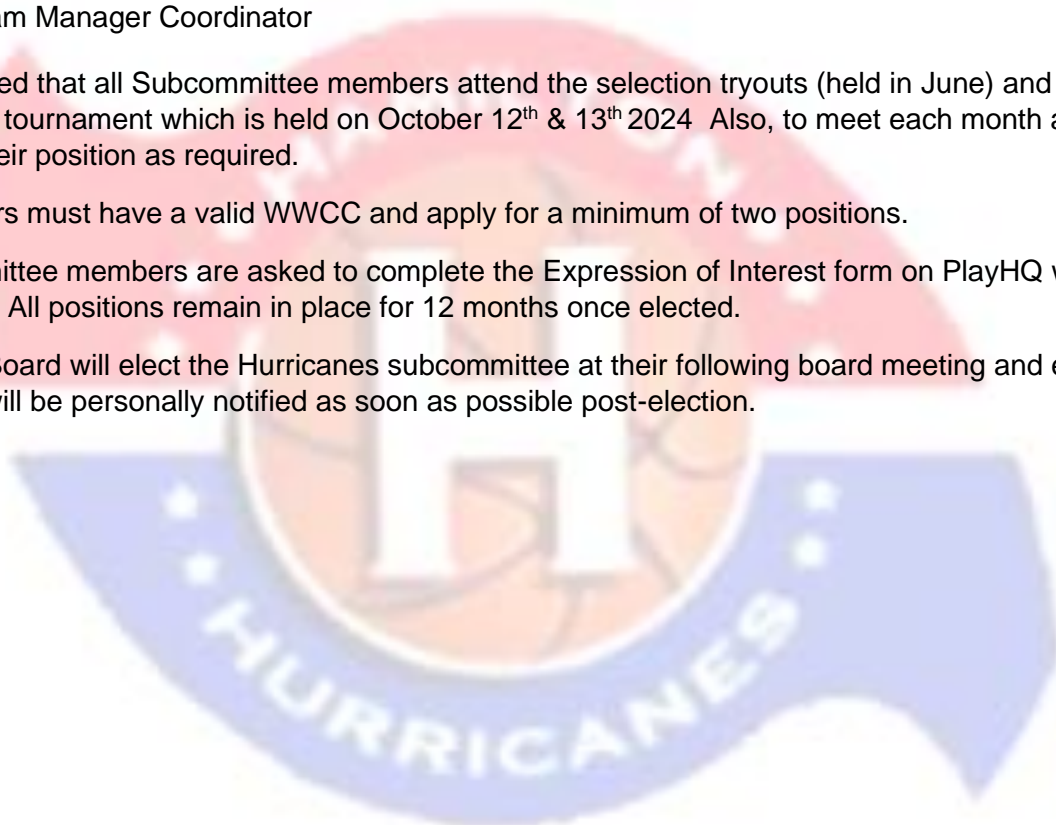 am Manager Coordinator
ed that all Subcommittee members attend the selection tryouts (held in June) and
tournament which is held on October 12th & 13th 2024 Also, to meet each month a
eir position as required.
rs must have a valid WWCC and apply for a minimum of two positions.
ittee members are asked to complete the Expression of Interest form on PlayHQ w
All positions remain in place for 12 months once elected.
Board will elect the Hurricanes subcommittee at their following board meeting and e
will be personally notified as soon as possible post-election.
HAMILTON
H
HURRICANES